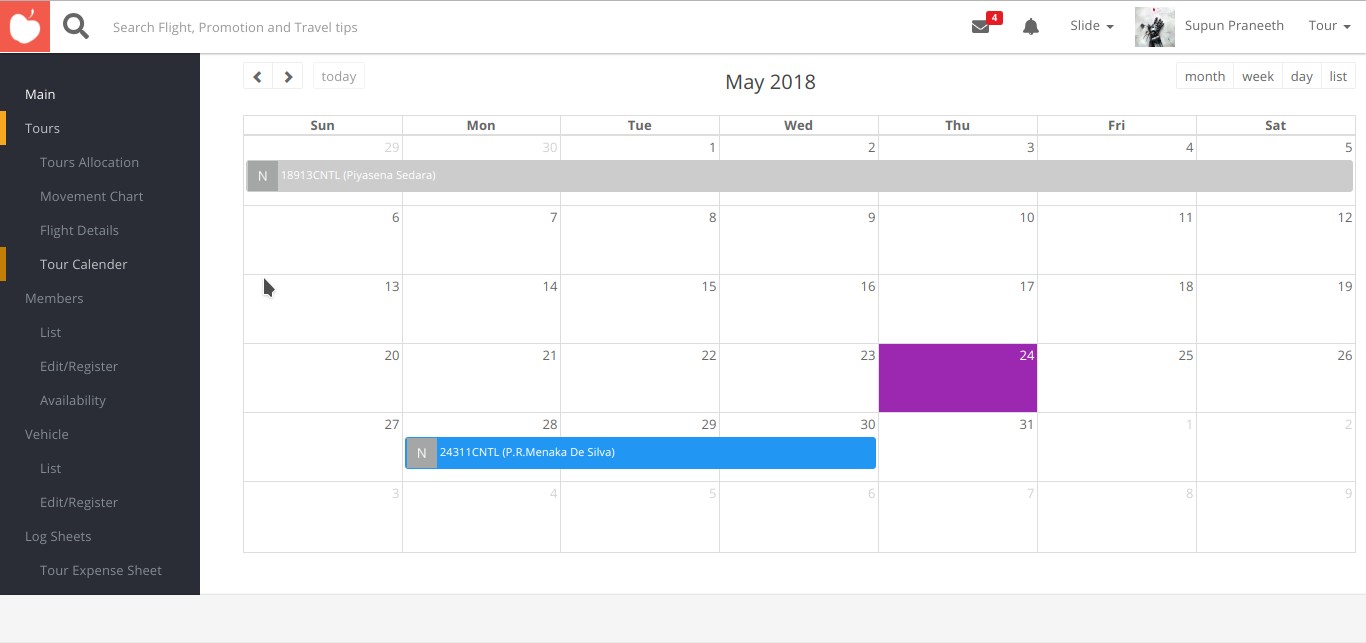 Search Flight, Promotion and Travel tips
4
Slide
Supun Praneeth
Tour
Main
Tours
Tours Allocation
Movement Chart
Flight Details
Tour Calender
Members
List
Edit/Register
Availability
Vehicle
List
Edit/Register
Log Sheets
Tour Expense Sheet
today
May 2018
month week day list
Sun Mon Tue Wed Thu Fri Sat
29 30 1 2 3 4 5
N 18913CNTL (Piyasena Sedara)
6 7 8 9 10 11 12
13 14 15 16 17 18 19
20 21 22 23 24 25 26
27 28 29 30 31 1 2
N 24311CNTL (P.R.Menaka De Silva)
3 4 5 6 7 8 9